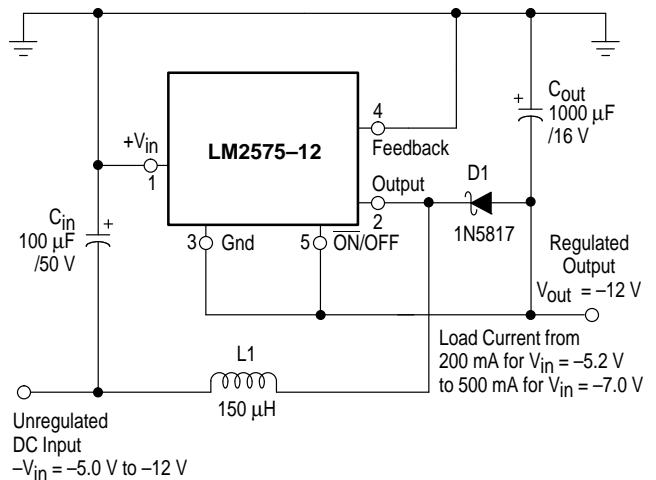 4
Feedback
+Vin
1
LM2575–12
Output
2
3
Gnd
5
ON/OFF
Cout
1000 µF
/16 V
+
D1
1N5817
Cin
100 µF
/50 V
+
Regulated
Output
Vout = –12 V
Load Current from
200 mA for Vin = –5.2 V
to 500 mA for Vin = –7.0 V
L1
150 µH
Unregulated
DC Input
–Vin = –5.0 V to –12 V